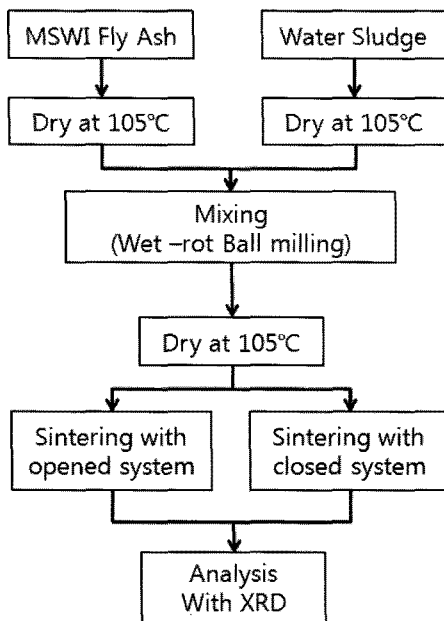 MSWI Fly Ash
Water Sludge
Dry at 105℃
Dry at 105℃
Mixing
(Wet –rot Ball milling)
Dry at 105℃
Sintering with
opened system
Sintering with
closed system
Analysis
With XRD